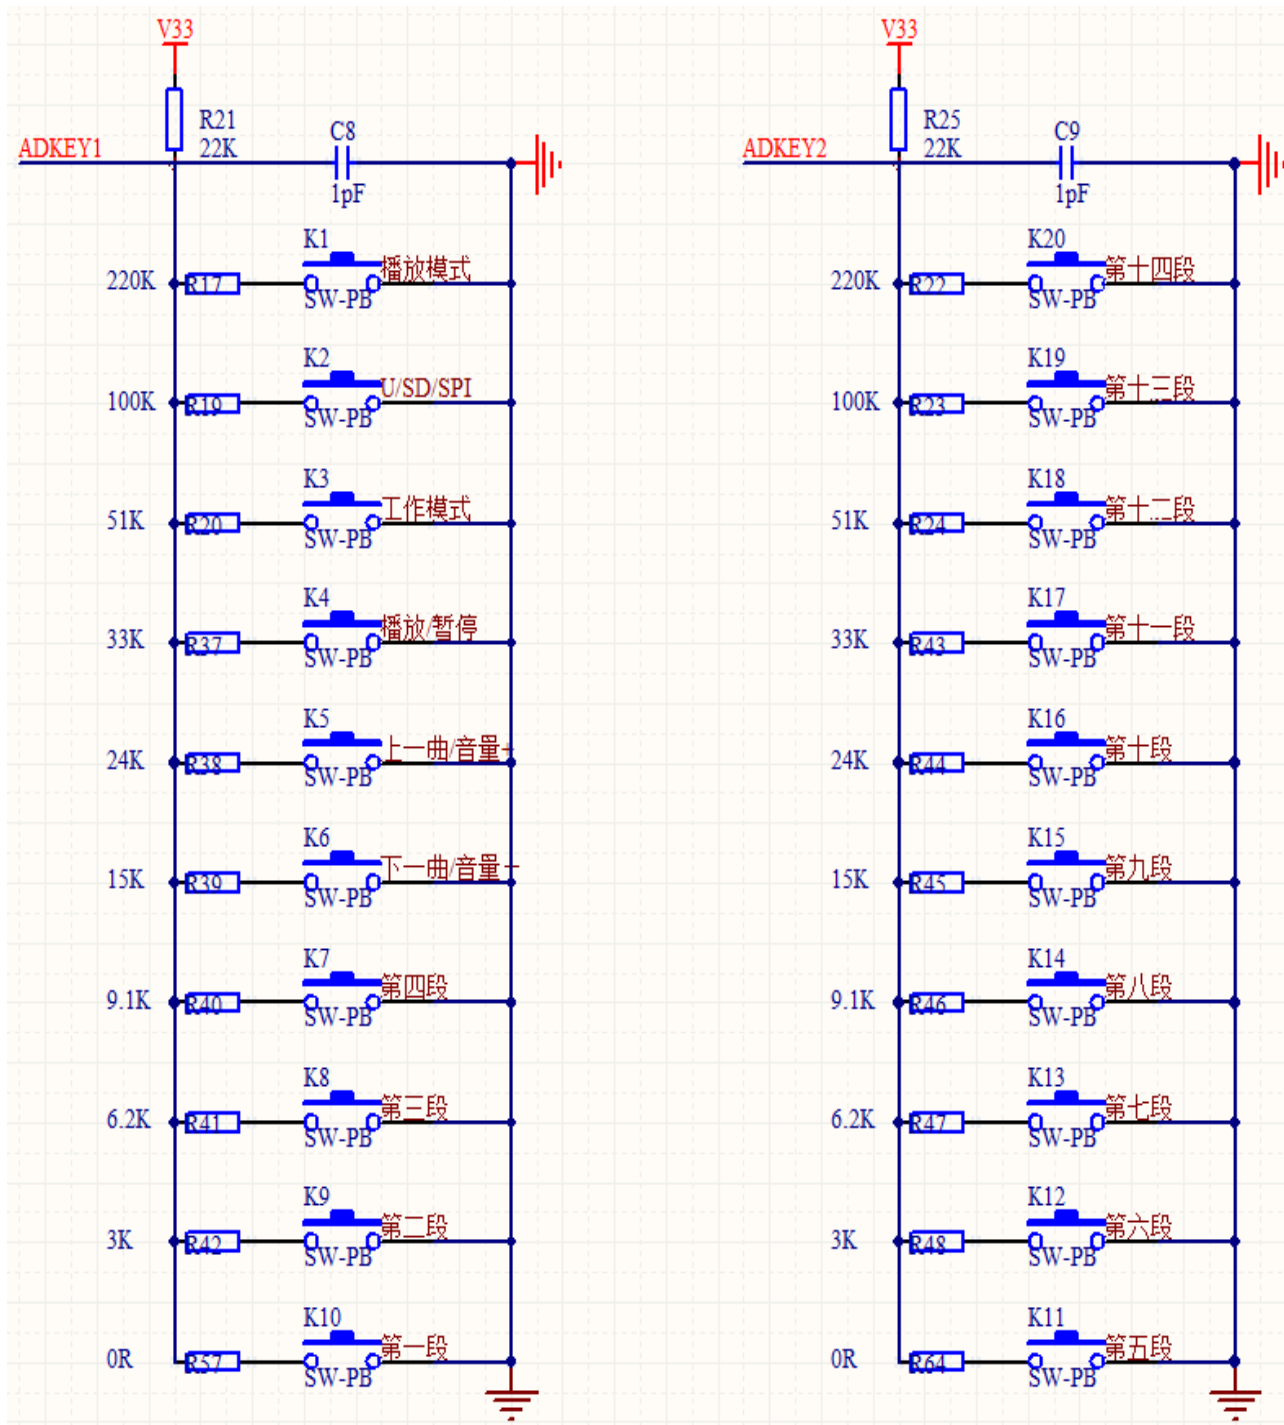 V33
R21
22K
ADKEY1
C8
1pF
K1
播放模式
220K
R17
SW-PB
K2
U/SD/SPI
100K
R19
SW-PB
K3
工作模式
51K
R20
SW-PB
K4
播放/暂停
33K
R37
SW-PB
K5
上一曲/音量+
24K
R38
SW-PB
K6
下一曲/音量-
15K
R39
SW-PB
K7
第四段
9.1K
R40
SW-PB
K8
第三段
6.2K
R41
SW-PB
K9
第二段
3K
R42
SW-PB
K10
第一段
0R
R57
SW-PB
V33
R25
22K
ADKEY2
C9
1pF
K20
第十四段
220K
R22
SW-PB
K19
第十三段
100K
R23
SW-PB
K18
第十二段
51K
R24
SW-PB
K17
第十一段
33K
R43
SW-PB
K16
第十段
24K
R44
SW-PB
K15
第九段
15K
R45
SW-PB
K14
第八段
9.1K
R46
SW-PB
K13
第七段
6.2K
R47
SW-PB
K12
第六段
3K
R48
SW-PB
K11
第五段
0R
R64
SW-PB